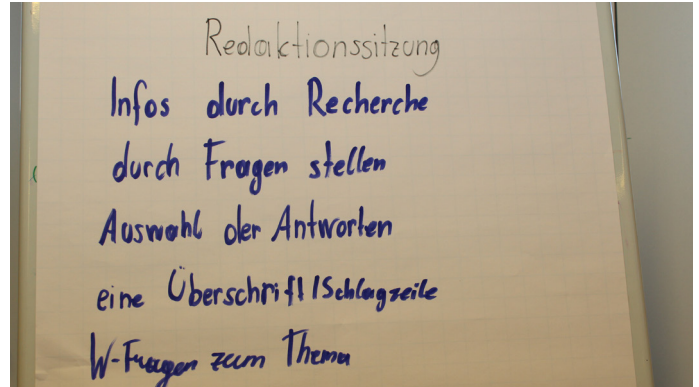 Redaktionssitzung
Infos durch Recherche
durch Fragen stellen
Auswahl der Antworten
eine Überschrift/Schlagzeile
W-Fragen zum Thema